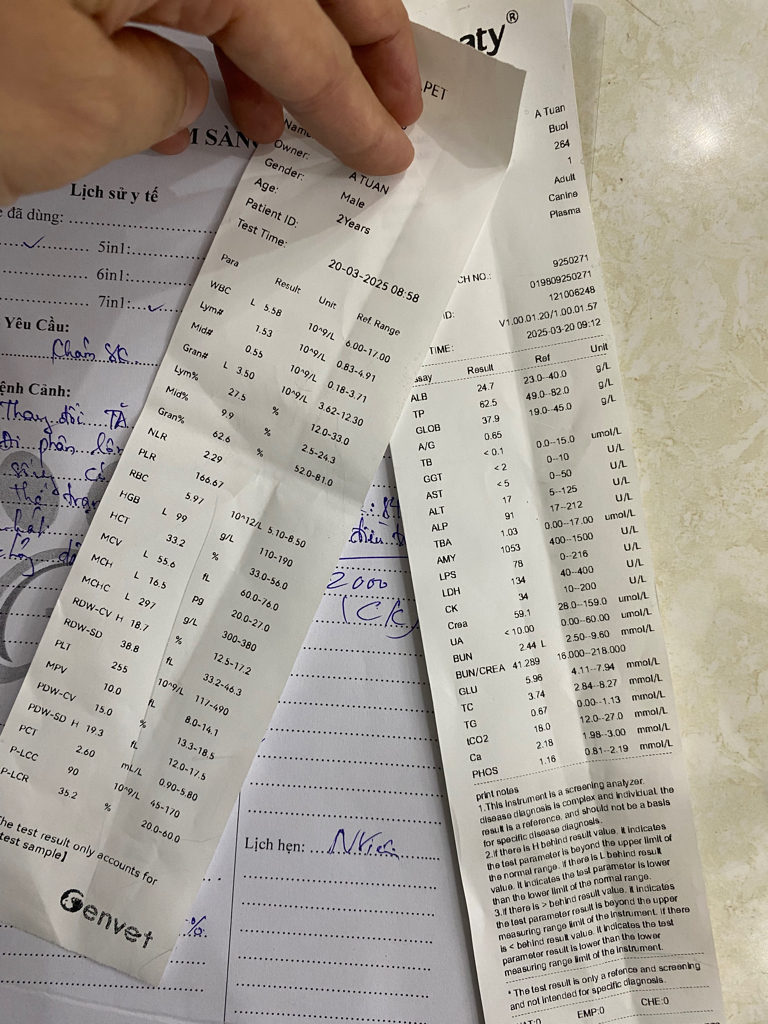 aty®
.PET
Owner:
A TUAN
Gender:
Male
Age:
2Years
Patient ID:
Test Time:
20-03-2025 08:58
Para Result Unit Ref. Range
WBC L 5.58 10^9/L 6.00-17.00
Lym# 1.53 10^9/L 0.83-4.91
Mid# 0.55 10^9/L 0.18-3.71
Gran# L 3.50 10^9/L 3.62-12.30
Lym% 27.5 % 12.0-33.0
Mid% 9.9 % 2.5-24.3
Gran% 62.6 % 52.0-81.0
NLR 2.29
PLR 166.67
RBC 5.97 10^12/L 5.10-8.50
HGB L 99 g/L 110-190
HCT 33.2 % 33.0-56.0
MCV L 55.6 fL 60.0-76.0
MCH L 16.5 pg 20.0-27.0
MCHC L 297 g/L 300-380
RDW-CV H 18.7 % 12.5-17.2
RDW-SD 38.8 fL 33.2-46.3
PLT 255 10^9/L 117-490
MPV 10.0 fL 8.0-14.1
PDW-CV 15.0 % 13.3-18.5
PDW-SD H 19.3 fL 12.0-17.5
PCT 2.60 mL/L 0.90-5.80
P-LCC 90 10^9/L 45-170
P-LCR 35.2 % 20.0-60.0
The test result only accounts for
test sample】
Genvet
A Tuan
Buoi
264
1
Adult
Canine
Plasma
9250271
CH NO.: 019809250271
121006248
ID: V1.00.01.20/1.00.01.57
TIME: 2025-03-20 09:12
Result Ref Unit
ALB 24.7 23.0--40.0 g/L
TP 62.5 49.0--82.0 g/L
GLOB 37.9 19.0--45.0 g/L
A/G 0.65
TB < 0.1 0.0--15.0 umol/L
GGT < 2 0--10 U/L
AST < 5 0--50 U/L
ALT 17 5--125 U/L
ALP 91 17--212 U/L
TBA 1.03 0.00--17.00 umol/L
AMY 1053 400--1500 U/L
LPS 78 0--216 U/L
LDH 134 40--400 U/L
CK 34 10--200 U/L
Crea 59.1 28.0--159.0 umol/L
UA < 10.00 0.00--60.00 umol/L
BUN 2.44 L 2.50--9.60 mmol/L
BUN/CREA 41.289 16.000--218.000
GLU 5.96 4.11--7.94 mmol/L
TC 3.74 2.84--8.27 mmol/L
TG 0.67 0.00--1.13 mmol/L
tCO2 18.0 12.0--27.0 mmol/L
Ca 2.18 1.98--3.00 mmol/L
PHOS 1.16 0.81--2.19 mmol/L
print notes
1.This instrument is a screening analyzer.
disease diagnosis is complex and individual. the
result is a reference, and should not be a basis
for specific disease diagnosis.
2.if there is H behind result value, It indicates
the test parameter is beyond the upper limit of
the normal range. if there is L behind result
value. It indicates the test parameter is lower
than the lower limit of the normal range.
3.if there is > behind result value, It indicates
the test parameter result is beyond the upper
measuring range limit of the instrument. If there
is < behind result value. It indicates the test
parameter result is lower than the lower
measuring range limit of the instrument.
* The test result is only a refence and screening
and not intended for specific diagnosis.
EMP:0 CHE:0
M SÀN
Lịch sử y tế
đã dùng:
5in1:
6in1:
7in1:
Yêu Cầu:
Khám SK
Bệnh Cảnh:
Thay đổi TĂ
2000
(CK)
Lịch hẹn:
%